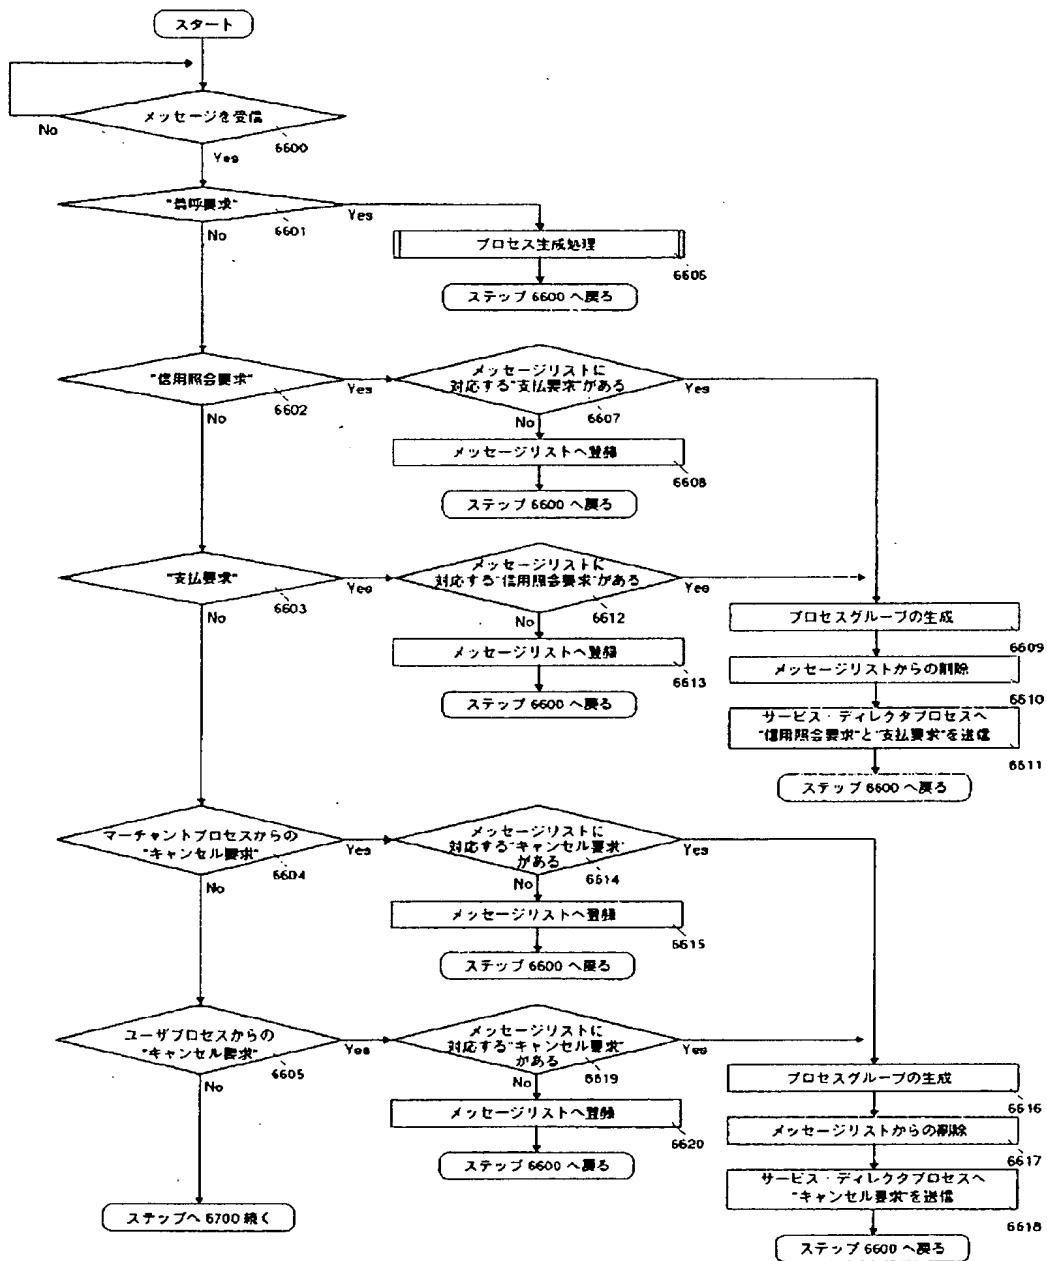 スタート
メッセージを受信
No
6600
Yes
要求"
6601
Yes
No
プロセス生成処理
6606
ステップ 6600 へ戻る
"信用照会要求"
6602
Yes
No
メッセージリストに
対応する"支払要求"がある
6607
Yes
No
メッセージリストへ登録
6608
ステップ 6600 へ戻る
"支払要求"
6603
Yes
No
メッセージリストに
対応する"信用照会要求"がある
6612
Yes
No
メッセージリストへ登録
6613
ステップ 6600 へ戻る
プロセスグループの生成
6609
メッセージリストからの削除
6610
サービス・ディレクタプロセスへ
"信用照会要求"と"支払要求"を送信
6611
ステップ 6600 へ戻る
マーチャントプロセスからの
"キャンセル要求"
6604
Yes
No
メッセージリストに
対応する"キャンセル要求"
がある
6614
Yes
No
メッセージリストへ登録
6615
ステップ 6600 へ戻る
ユーザプロセスからの
"キャンセル要求"
6605
Yes
No
メッセージリストに
対応する"キャンセル要求"
がある
6619
Yes
No
メッセージリストへ登録
6620
ステップ 6600 へ戻る
プロセスグループの生成
6616
メッセージリストからの削除
6617
サービス・ディレクタプロセスへ
"キャンセル要求"を送信
6618
ステップ 6600 へ戻る
ステップへ 6700 続く